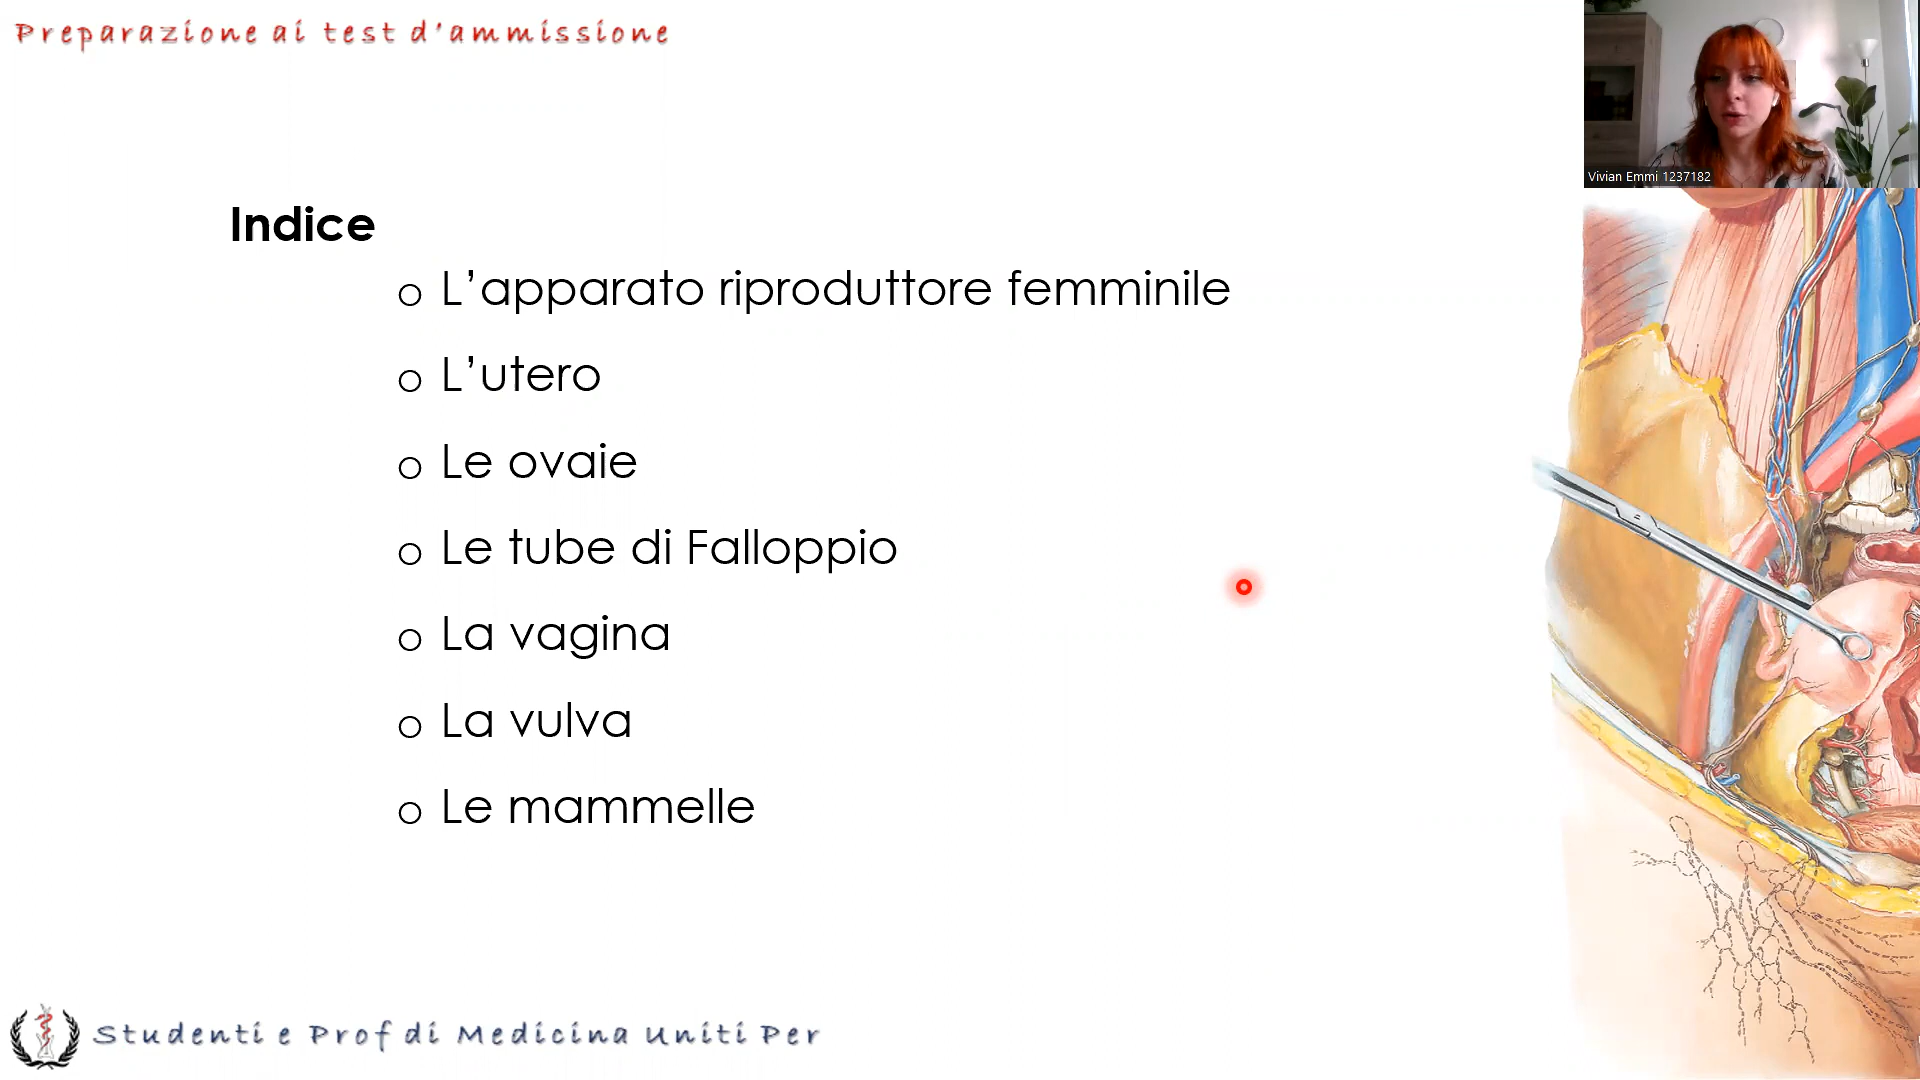 Preparazione ai test d'ammissione
Vivian Emmi 1237182
Indice
o L'apparato riproduttore femminile
o L'utero
o Le ovaie
o Le tube di Falloppio
o La vagina
o La vulva
o Le mammelle
Studenti e Prof di Medicina Uniti Per